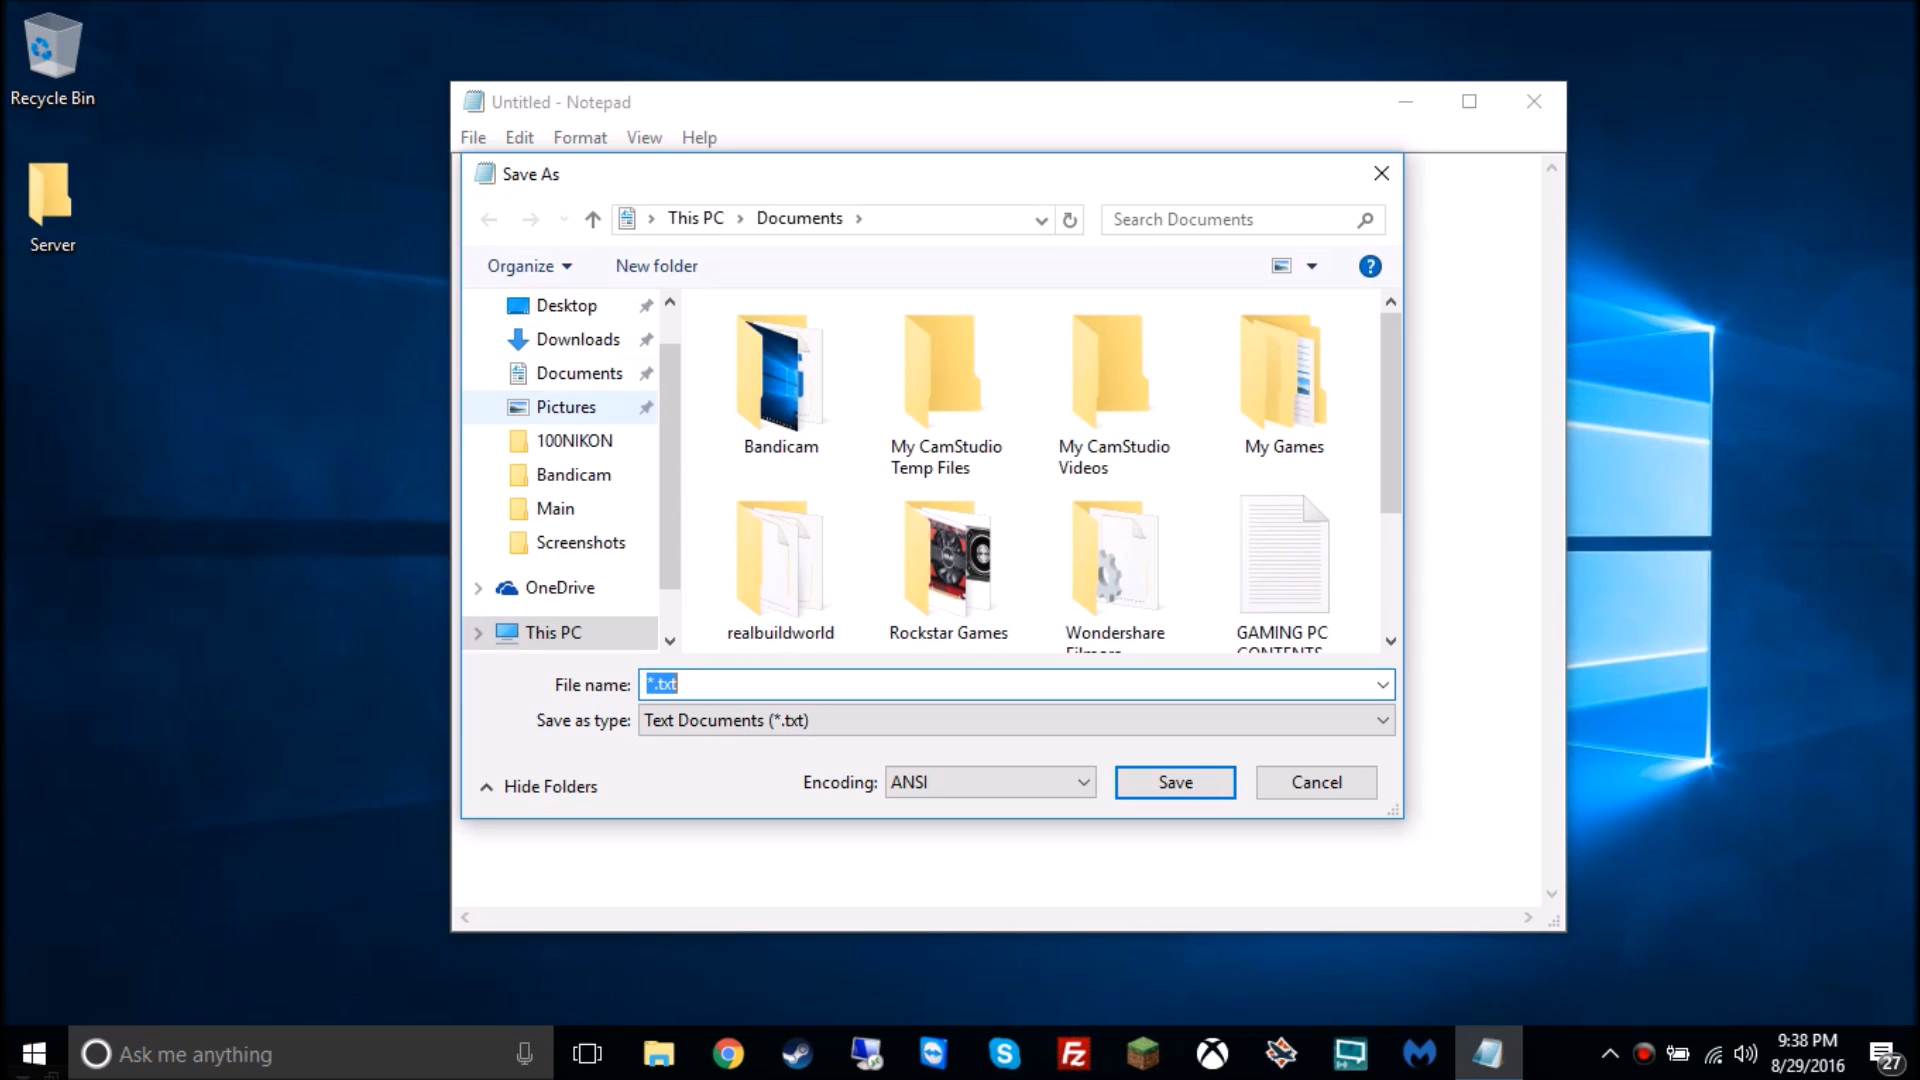 Recycle Bin
Server
Untitled - Notepad
File Edit Format View Help
Save As
This PC > Documents >
Search Documents
Organize New folder
?
Desktop
Downloads
Documents
Pictures
100NIKON
Bandicam
Main
Screenshots
OneDrive
This PC
Bandicam
My CamStudio
Temp Files
My CamStudio
Videos
My Games
realbuildworld
Rockstar Games
Wondershare
Filmora
GAMING PC
CONTENTS
File name: *.txt
Save as type: Text Documents (*.txt)
Hide Folders
Encoding: ANSI
Save
Cancel
Ask me anything
S
Fz
9:38 PM
8/29/2016
27